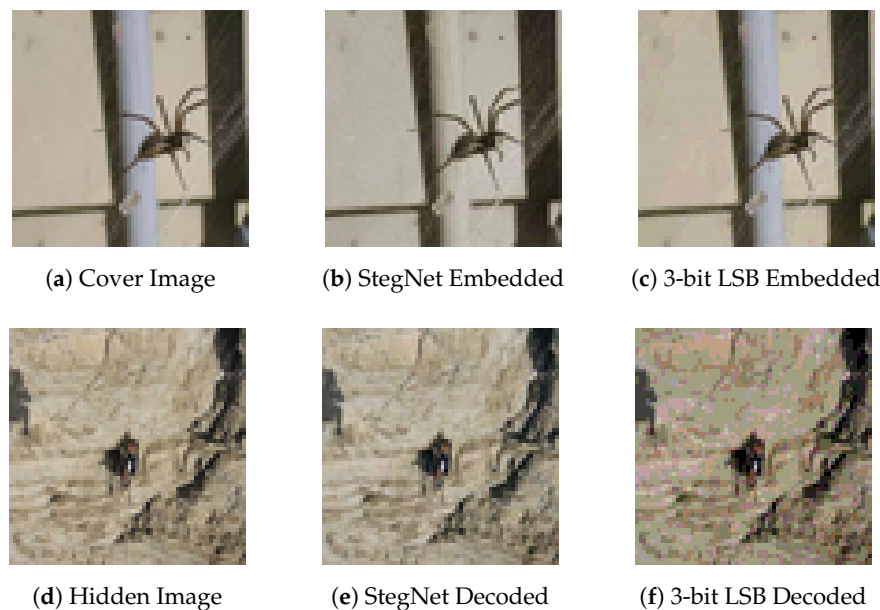 (a) Cover Image
(b) StegNet Embedded
(c) 3-bit LSB Embedded
(d) Hidden Image
(e) StegNet Decoded
(f) 3-bit LSB Decoded